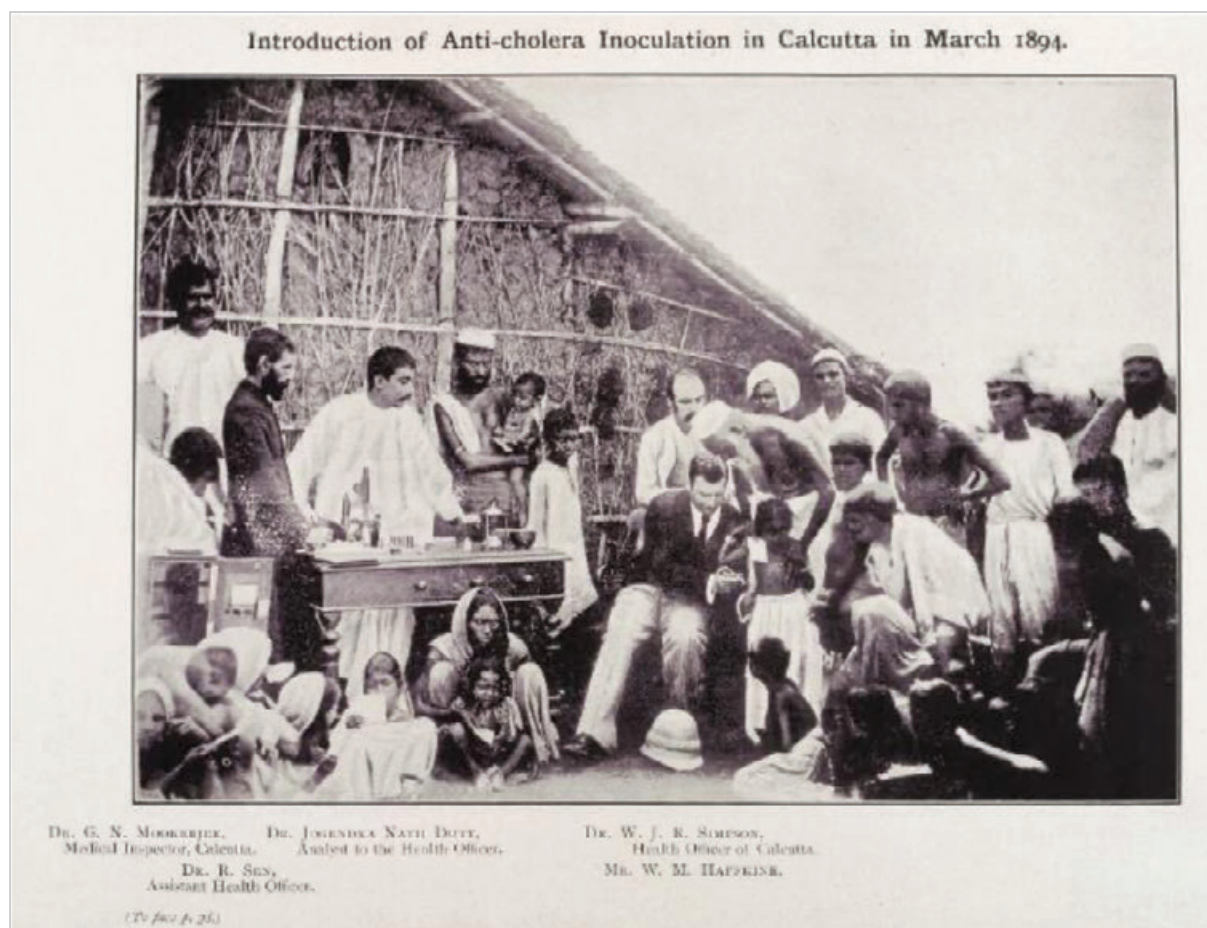 Introduction of Anti-cholera Inoculation in Calcutta in March 1894.
Dr. G. N. Mookerjee,
Medical Inspector, Calcutta.
Dr. Jogendra Nath Dutt,
Analyst to the Health Officer.
Dr. R. Sen,
Assistant Health Officer.
Dr. W. J. R. Simpson,
Health Officer of Calcutta.
Mr. W. M. Haffkine.
(To face p. 36.)